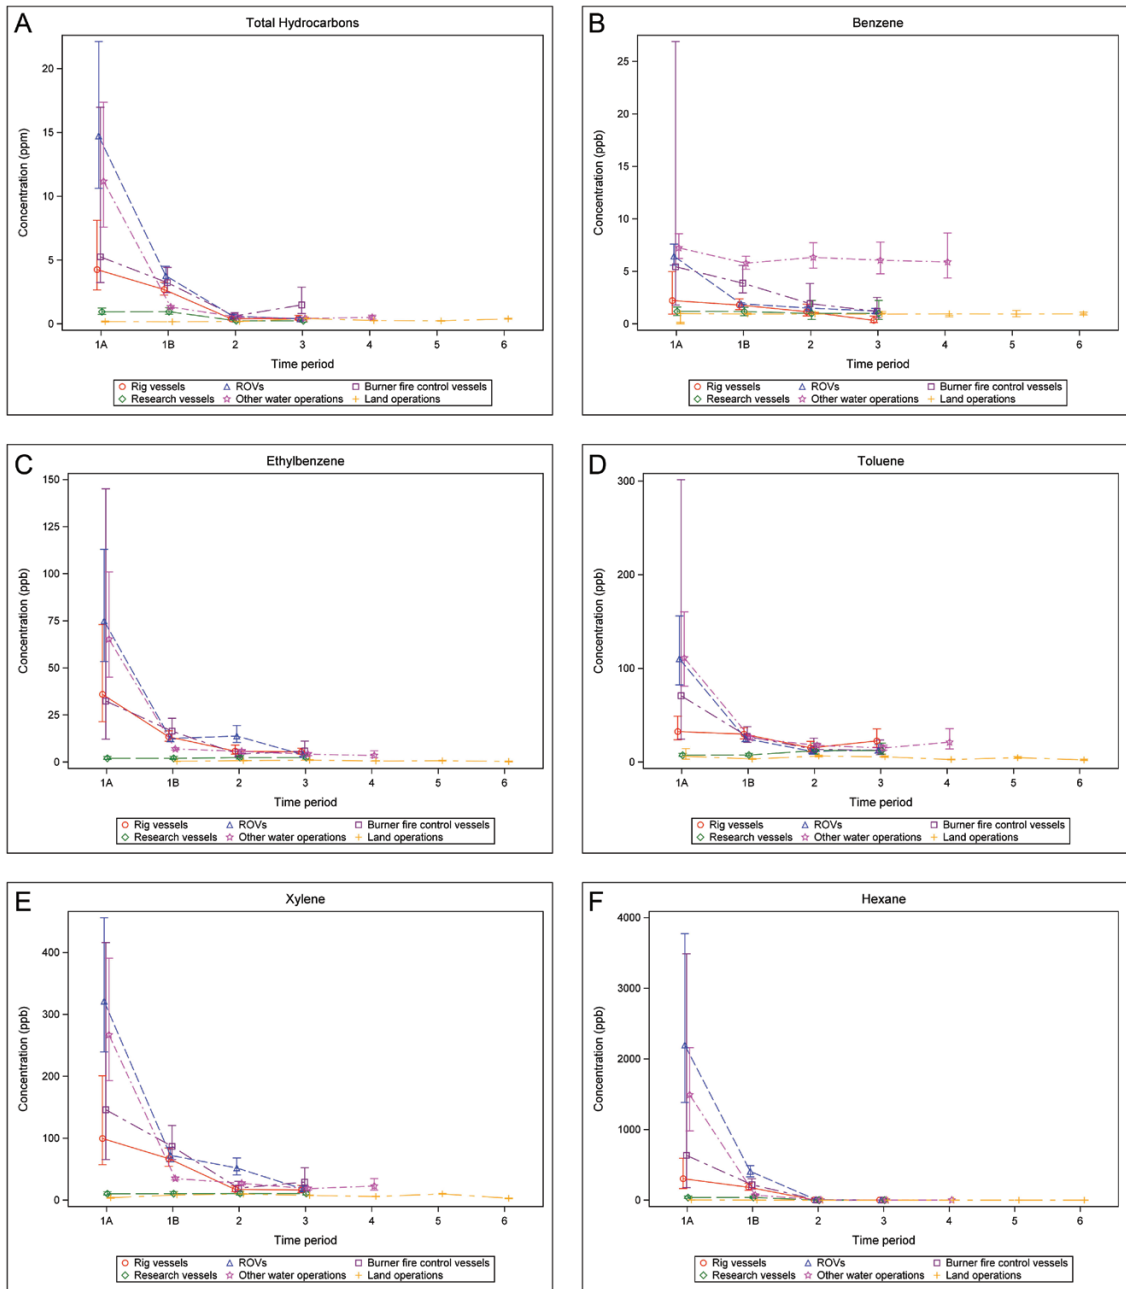 A
Total Hydrocarbons
Concentration (ppm)
20
15
10
5
0
1A 1B 2 3 4 5 6
Time period
Rig vessels ROVs Burner fire control vessels
Research vessels Other water operations Land operations
B
Benzene
Concentration (ppb)
25
20
15
10
5
0
1A 1B 2 3 4 5 6
Time period
Rig vessels ROVs Burner fire control vessels
Research vessels Other water operations Land operations
C
Ethylbenzene
Concentration (ppb)
150
125
100
75
50
25
0
1A 1B 2 3 4 5 6
Time period
Rig vessels ROVs Burner fire control vessels
Research vessels Other water operations Land operations
D
Toluene
Concentration (ppb)
300
200
100
0
1A 1B 2 3 4 5 6
Time period
Rig vessels ROVs Burner fire control vessels
Research vessels Other water operations Land operations
E
Xylene
Concentration (ppb)
400
300
200
100
0
1A 1B 2 3 4 5 6
Time period
Rig vessels ROVs Burner fire control vessels
Research vessels Other water operations Land operations
F
Hexane
Concentration (ppb)
4000
3000
2000
1000
0
1A 1B 2 3 4 5 6
Time period
Rig vessels ROVs Burner fire control vessels
Research vessels Other water operations Land operations